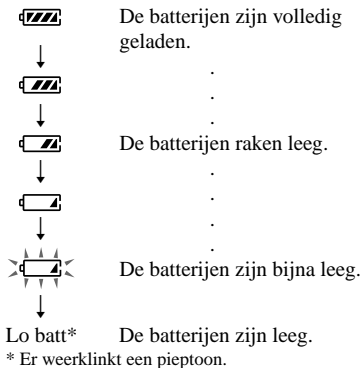 De batterijen zijn volledig
geladen.
.
.
.
De batterijen raken leeg.
.
.
.
De batterijen zijn bijna leeg.
Lo batt* De batterijen zijn leeg.
* Er weerklinkt een pieptoon.